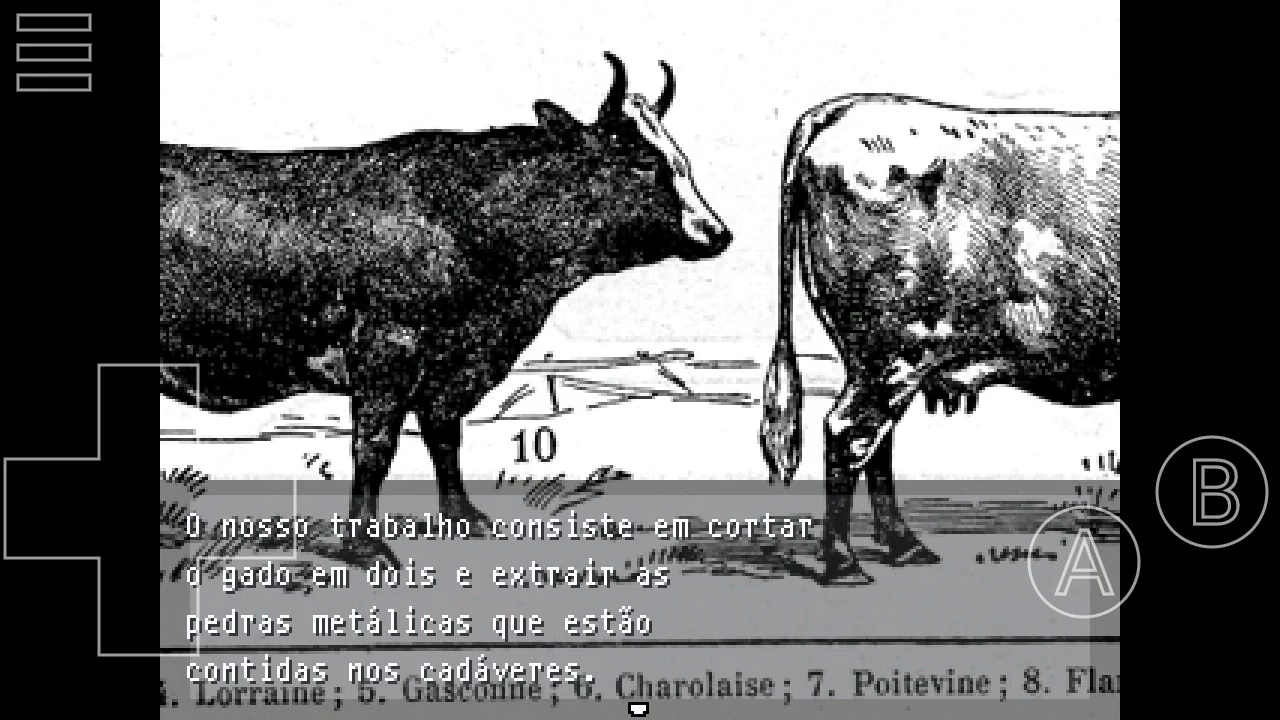 10
O nosso trabalho consiste em cortar
o gado em dois e extrair as
pedras metálicas que estão
contidas nos cadáveres.
Lorraine; 5. Gasconne; 6. Charolaise; 7. Poitevine; 8.
B
A